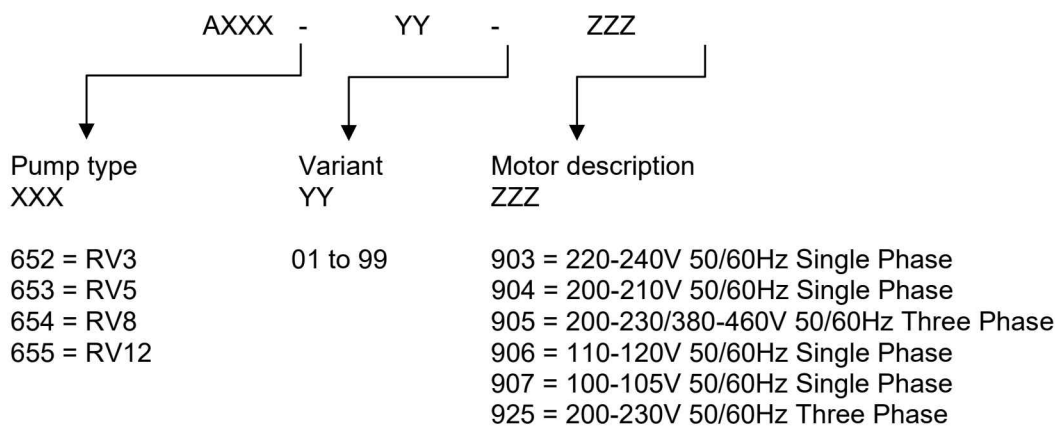 AXXX - YY - ZZZ
Pump type Variant Motor description
XXX YY ZZZ
652 = RV3 01 to 99 903 = 220-240V 50/60Hz Single Phase
653 = RV5 904 = 200-210V 50/60Hz Single Phase
654 = RV8 905 = 200-230/380-460V 50/60Hz Three Phase
655 = RV12 906 = 110-120V 50/60Hz Single Phase
907 = 100-105V 50/60Hz Single Phase
925 = 200-230V 50/60Hz Three Phase